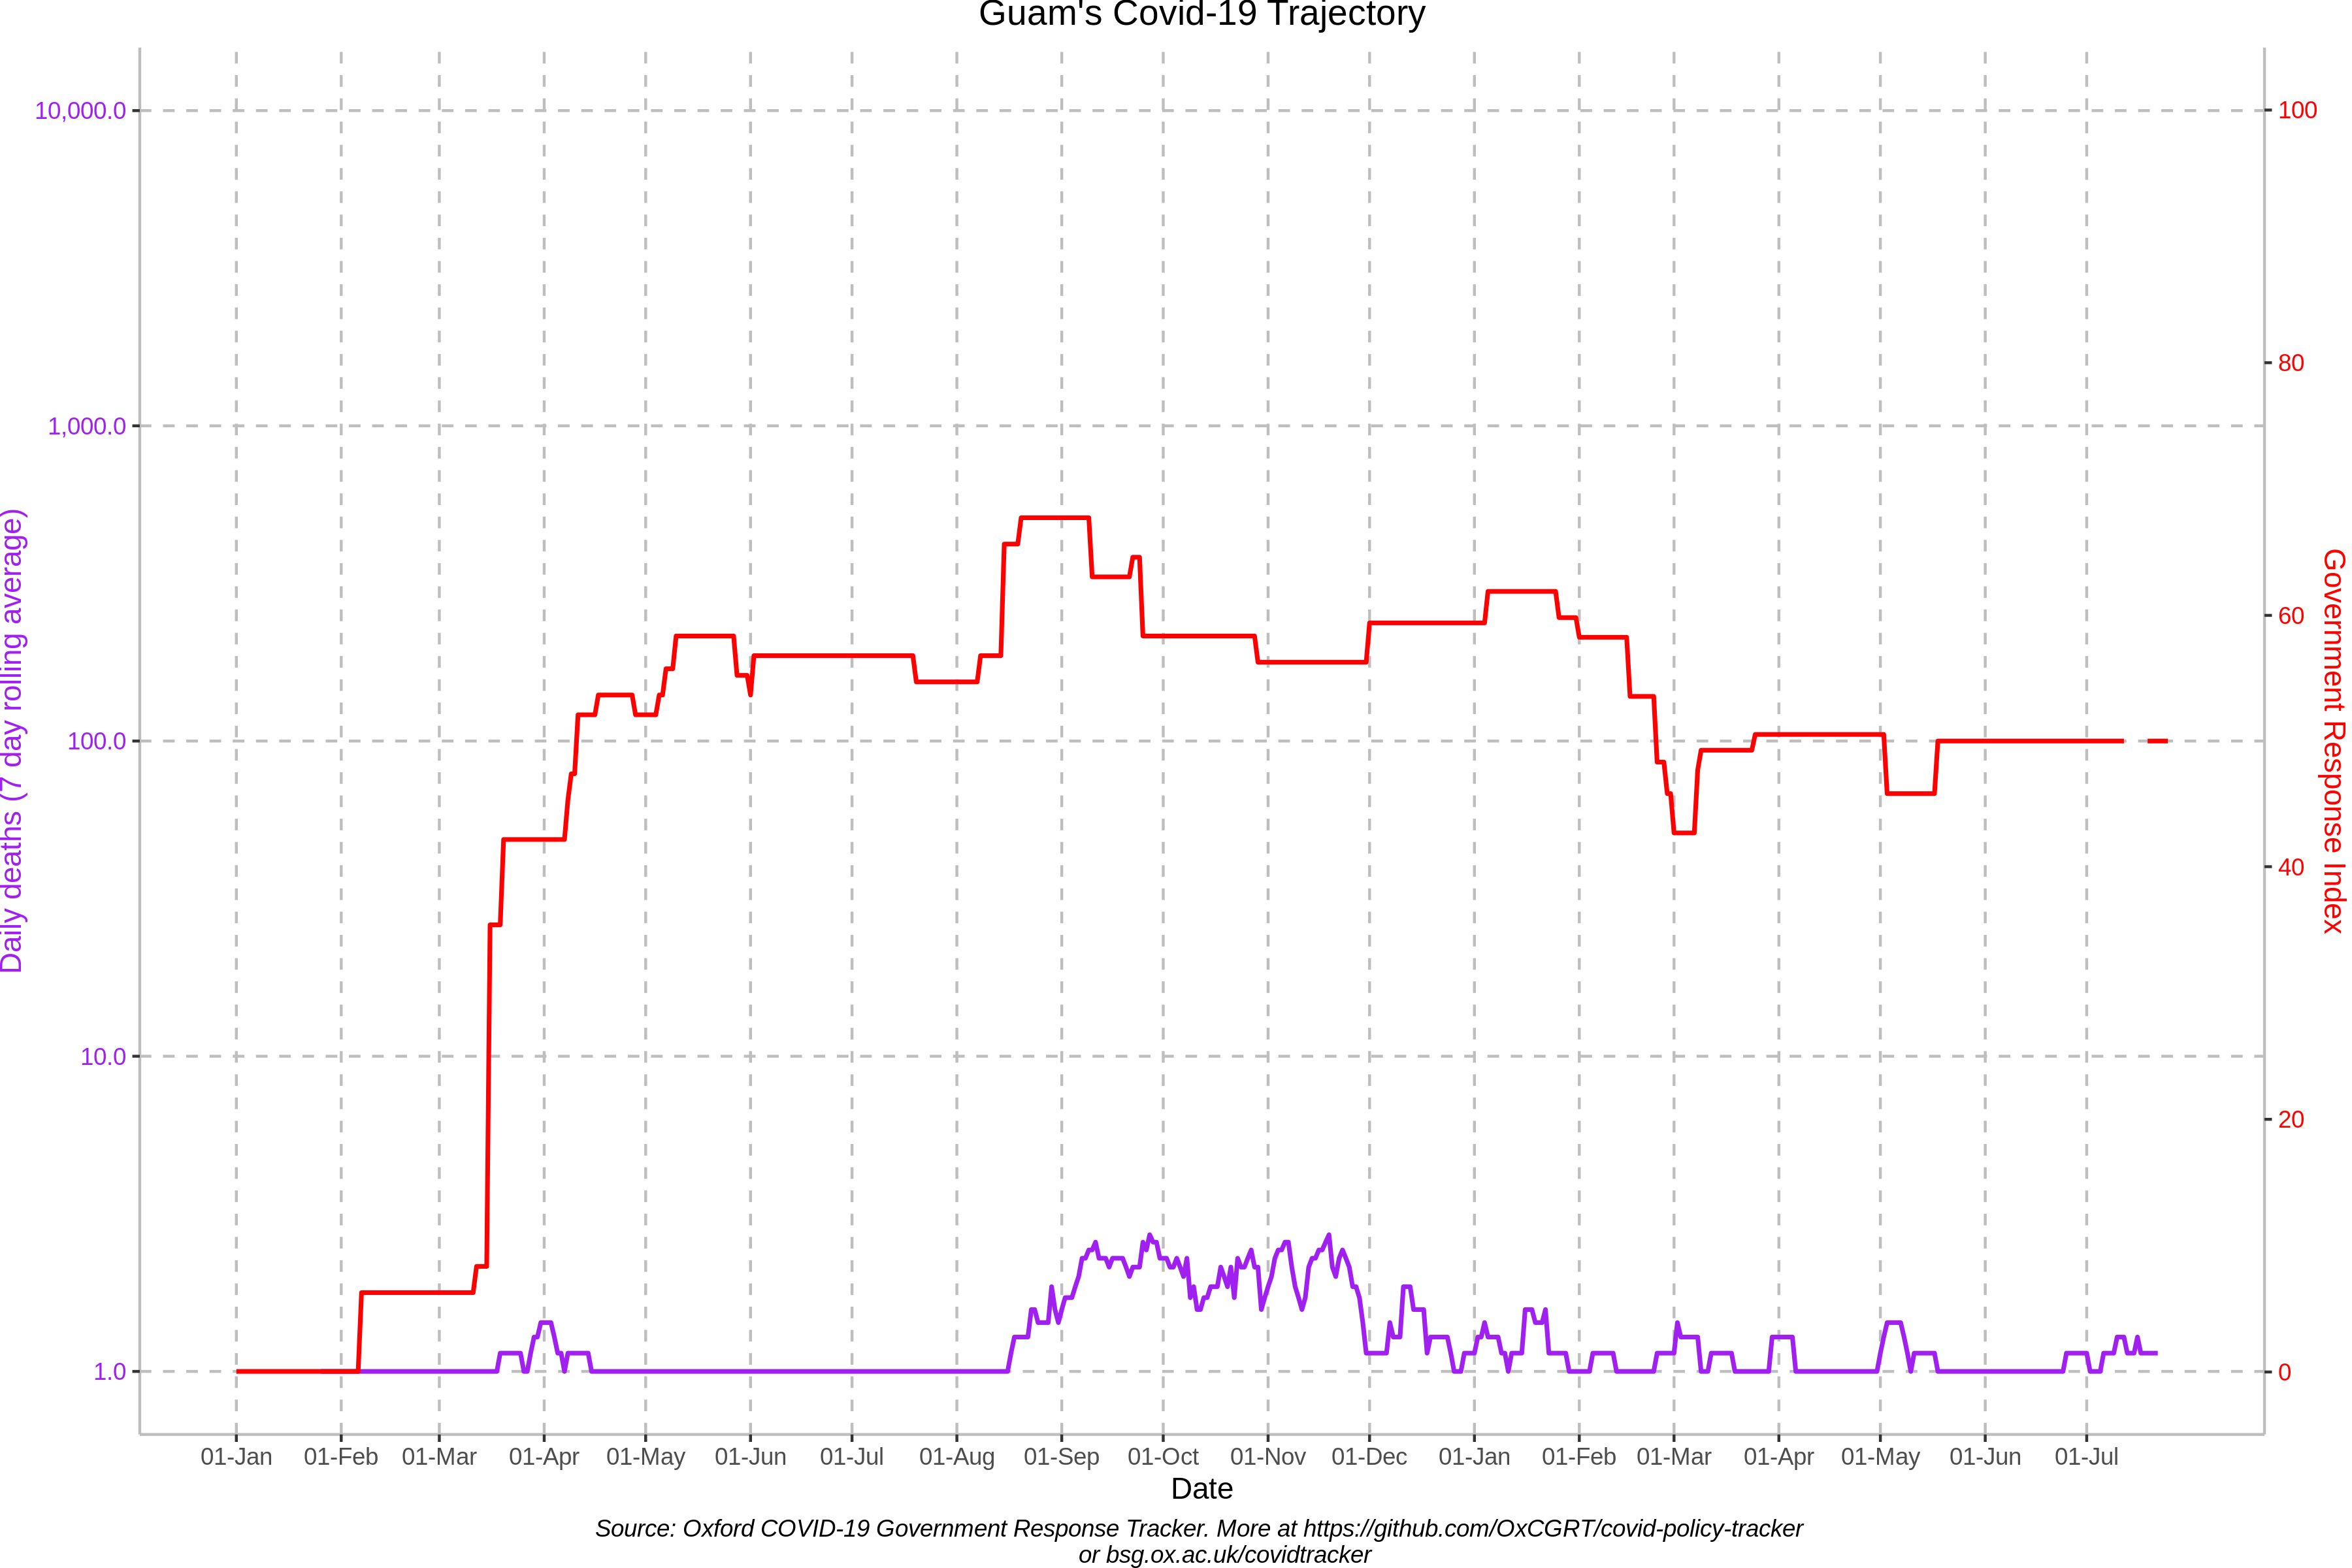 Guam's Covid-19 Trajectory
10,000.0
1,000.0
100.0
10.0
1.0
Daily deaths (7 day rolling average)
100
80
60
40
20
0
Government Response Index
01-Jan 01-Feb 01-Mar 01-Apr 01-May 01-Jun 01-Jul 01-Aug 01-Sep 01-Oct 01-Nov 01-Dec 01-Jan 01-Feb 01-Mar 01-Apr 01-May 01-Jun 01-Jul
Date
Source: Oxford COVID-19 Government Response Tracker. More at https://github.com/OxCGRT/covid-policy-tracker
or bsg.ox.ac.uk/covidtracker